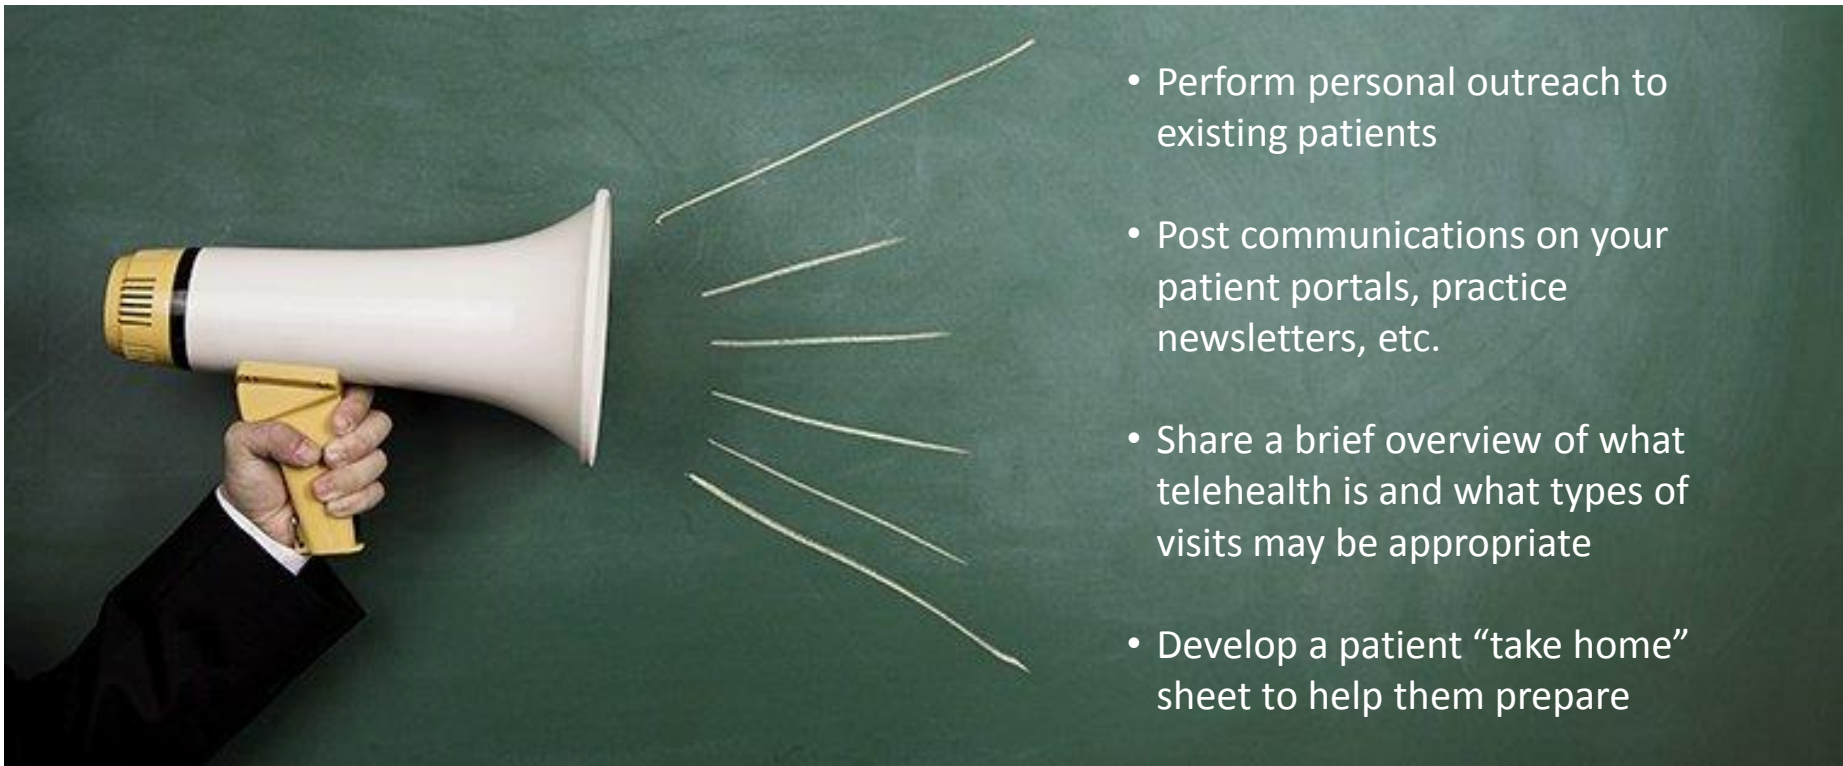 • Perform personal outreach to
existing patients
• Post communications on your
patient portals, practice
newsletters, etc.
• Share a brief overview of what
telehealth is and what types of
visits may be appropriate
• Develop a patient “take home”
sheet to help them prepare